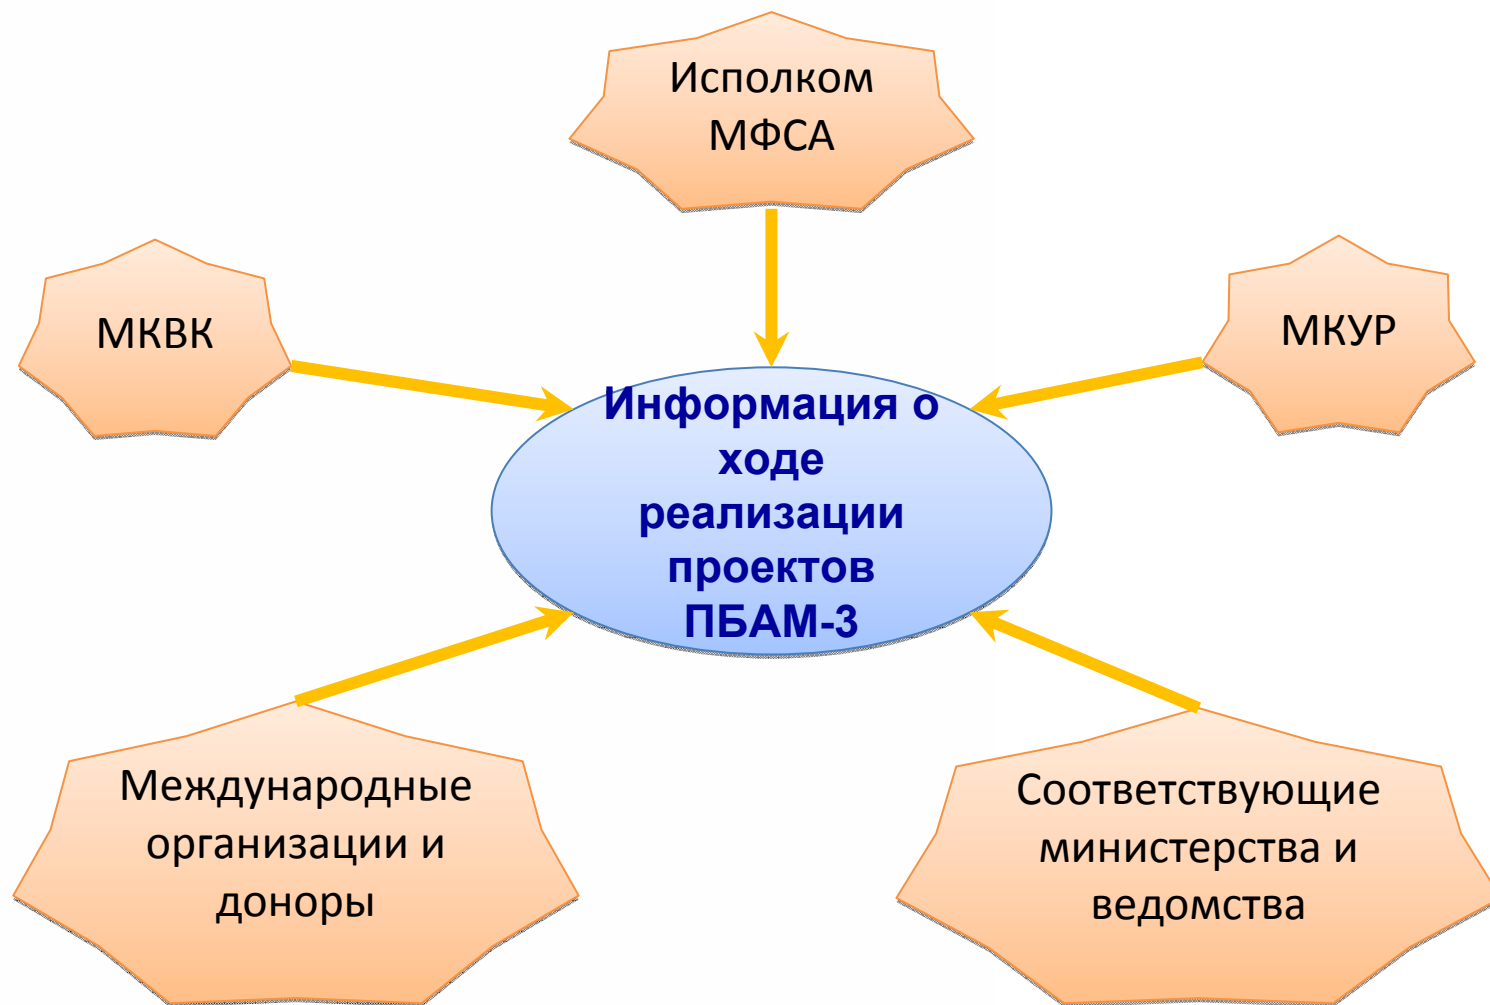 Исполком
МФСА
МКВК
МКУР
Информация о
ходе
реализации
проектов
ПБАМ-3
Международные
организации и
доноры
Соответствующие
министерства и
ведомства